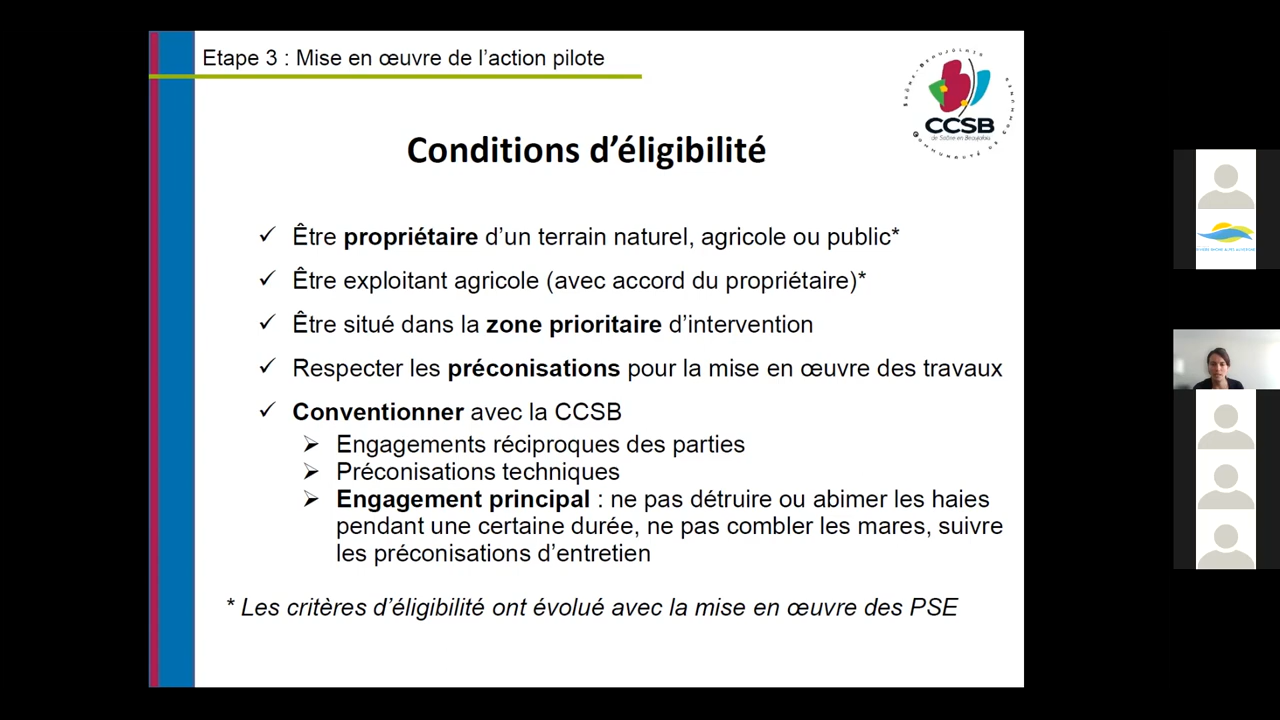 Etape 3 : Mise en œuvre de l’action pilote
CCSB
de Saône en Beaujolais
Conditions d’éligibilité
✓ Être propriétaire d’un terrain naturel, agricole ou public*
✓ Être exploitant agricole (avec accord du propriétaire)*
✓ Être situé dans la zone prioritaire d’intervention
✓ Respecter les préconisations pour la mise en œuvre des travaux
✓ Conventionner avec la CCSB
➢ Engagements réciproques des parties
➢ Préconisations techniques
➢ Engagement principal : ne pas détruire ou abimer les haies
pendant une certaine durée, ne pas combler les mares, suivre
les préconisations d’entretien
* Les critères d’éligibilité ont évolué avec la mise en œuvre des PSE